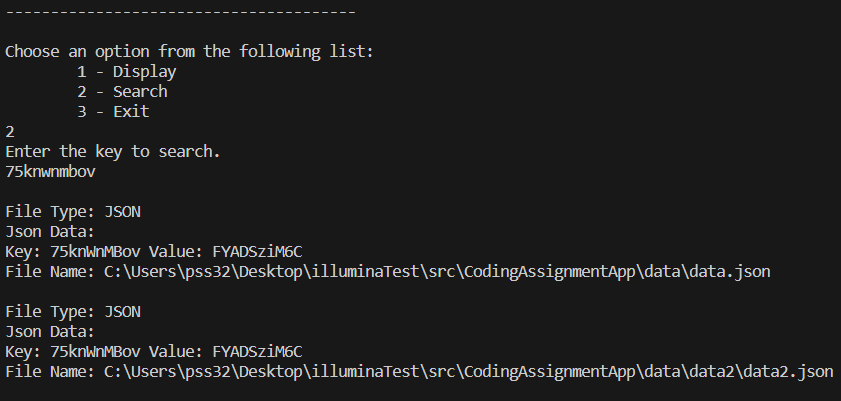 ---------------------------------------
Choose an option from the following list:
1 - Display
2 - Search
3 - Exit
2
Enter the key to search.
75knwnmbov
File Type: JSON
Json Data:
Key: 75knWnMBov Value: FYADSziM6C
File Name: C:\Users\pss32\Desktop\illuminaTest\src\CodingAssignmentApp\data\data.json
File Type: JSON
Json Data:
Key: 75knWnMBov Value: FYADSziM6C
File Name: C:\Users\pss32\Desktop\illuminaTest\src\CodingAssignmentApp\data\data2\data2.json